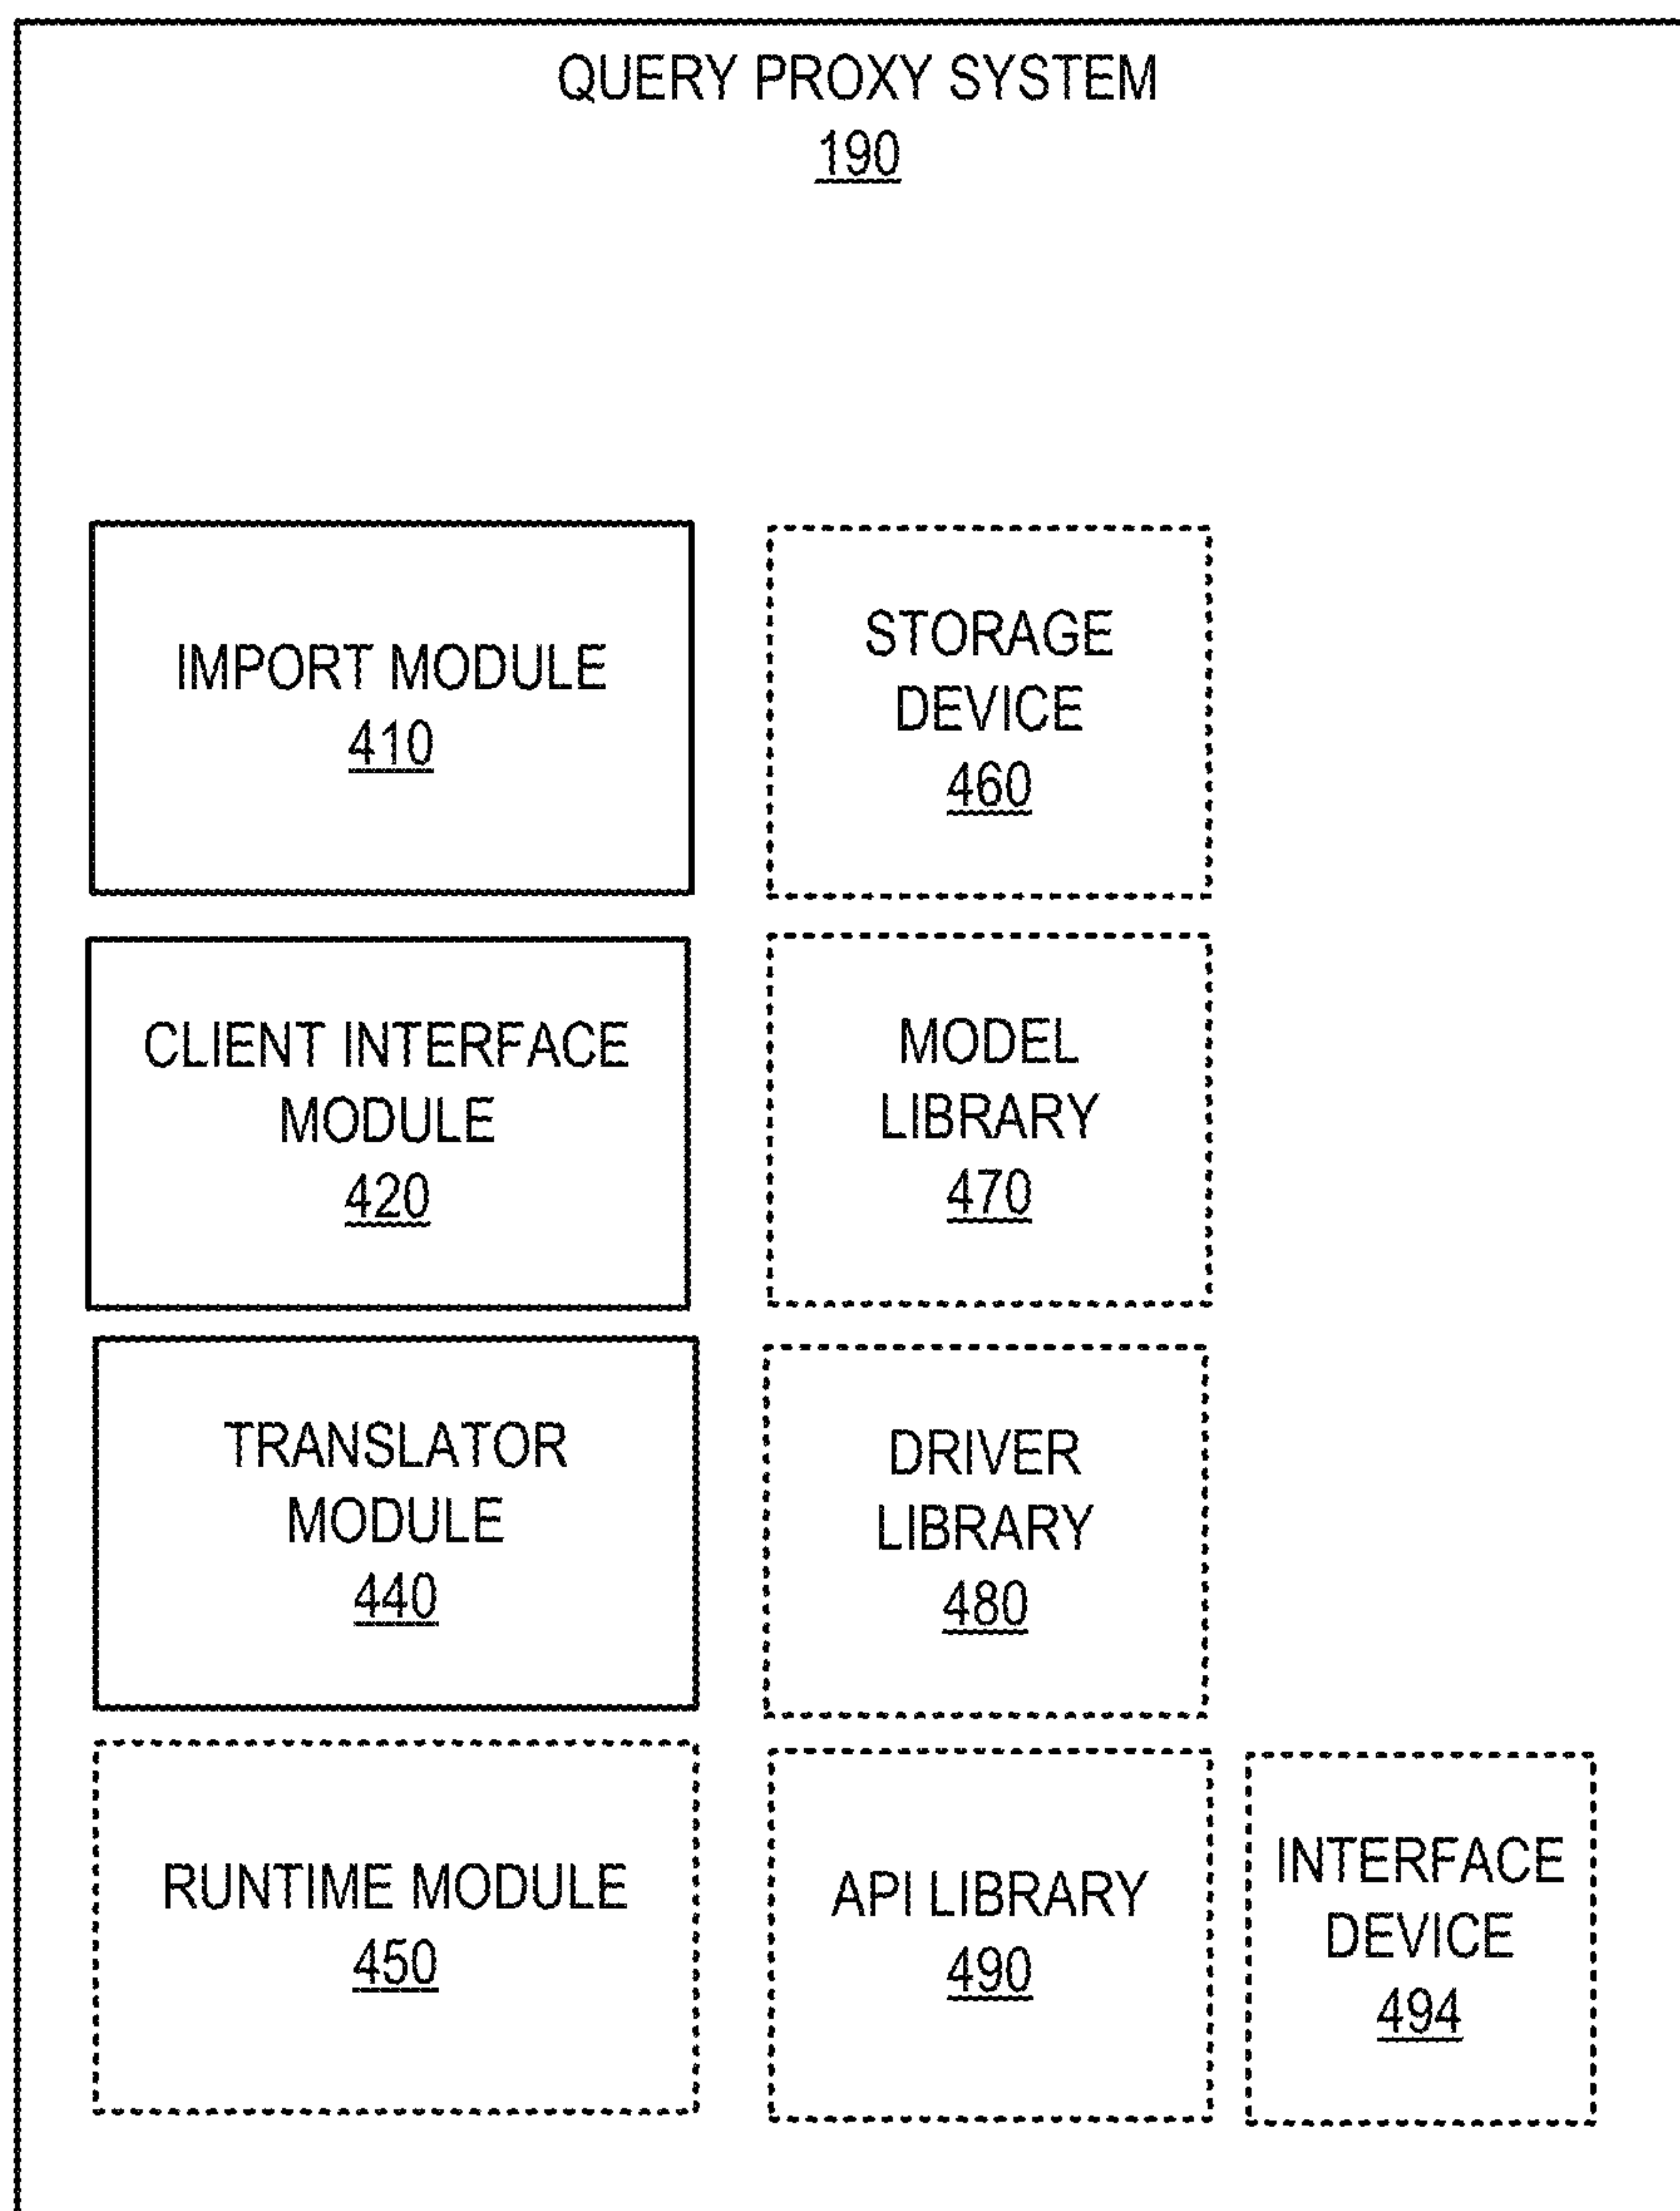 QUERY PROXY SYSTEM
190
IMPORT MODULE
410
STORAGE
DEVICE
460
CLIENT INTERFACE
MODULE
420
MODEL
LIBRARY
470
TRANSLATOR
MODULE
440
DRIVER
LIBRARY
480
RUNTIME MODULE
450
API LIBRARY
490
INTERFACE
DEVICE
494